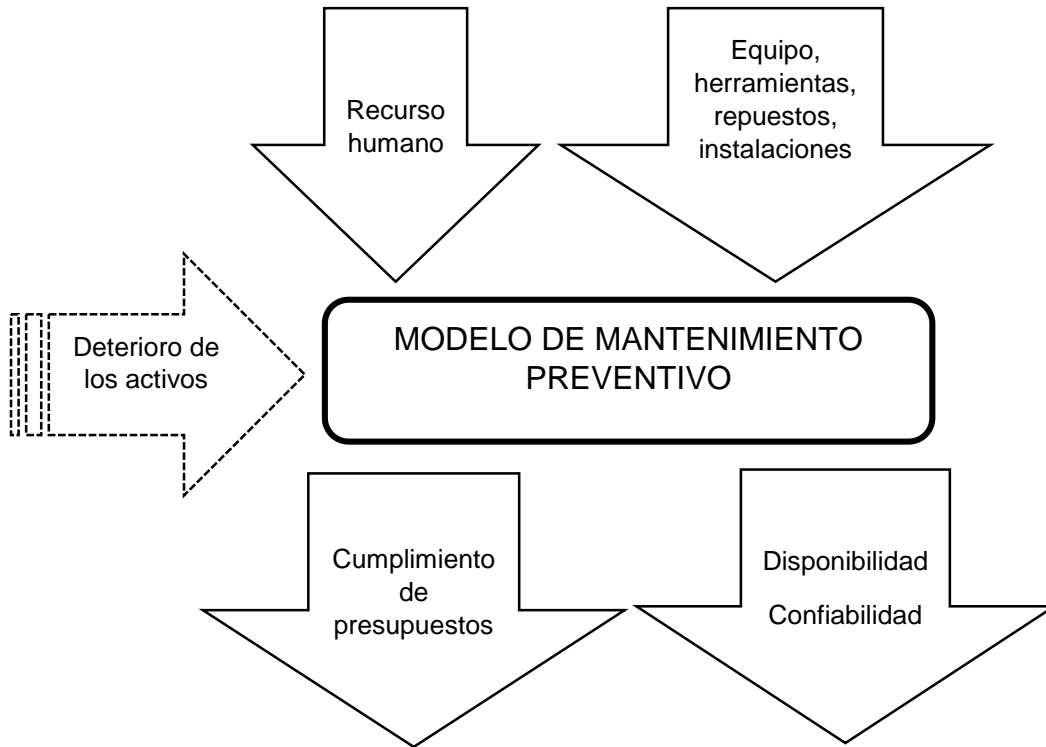 Recurso
humano
Equipo,
herramientas,
repuestos,
instalaciones
Deterioro de
los activos
MODELO DE MANTENIMIENTO
PREVENTIVO
Cumplimiento
de
presupuestos
Disponibilidad
Confiabilidad